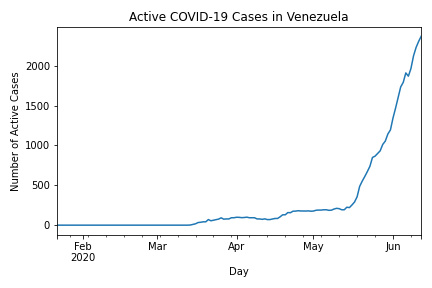 Active COVID-19 Cases in Venezuela
Number of Active Cases
2000
1500
1000
500
0
Feb
2020
Mar
Apr
May
Jun
Day